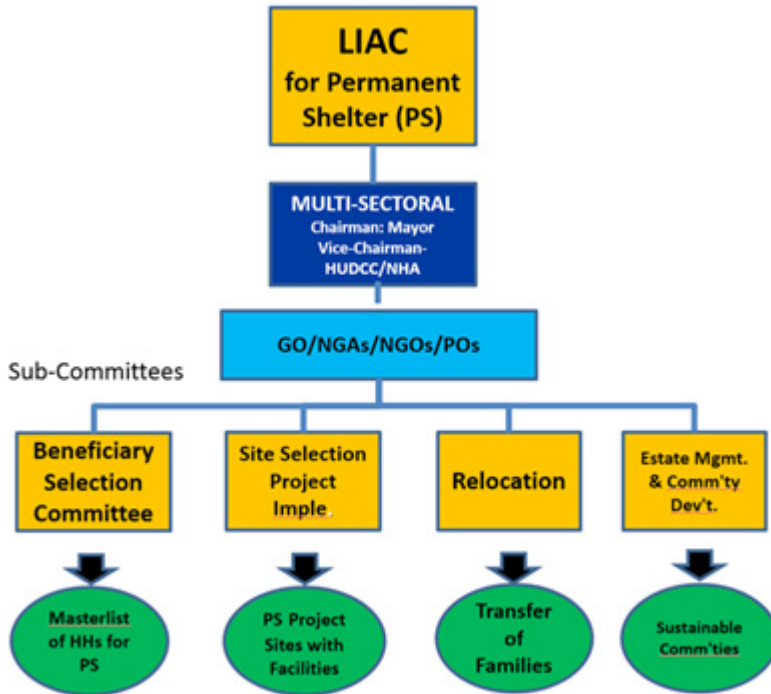 LIAC
for Permanent
Shelter (PS)
MULTI-SECTORAL
Chairman: Mayor
Vice-Chairman-
HUDCC/NHA
GO/NGAs/NGOs/POs
Sub-Committees
Beneficiary
Selection
Committee
Site Selection
Project
Imple.
Relocation
Estate Mgmt.
& Comm'ty
Dev't.
Masterlist
of HHs for
PS
PS Project
Sites with
Facilities
Transfer
of
Families
Sustainable
Comm'ties